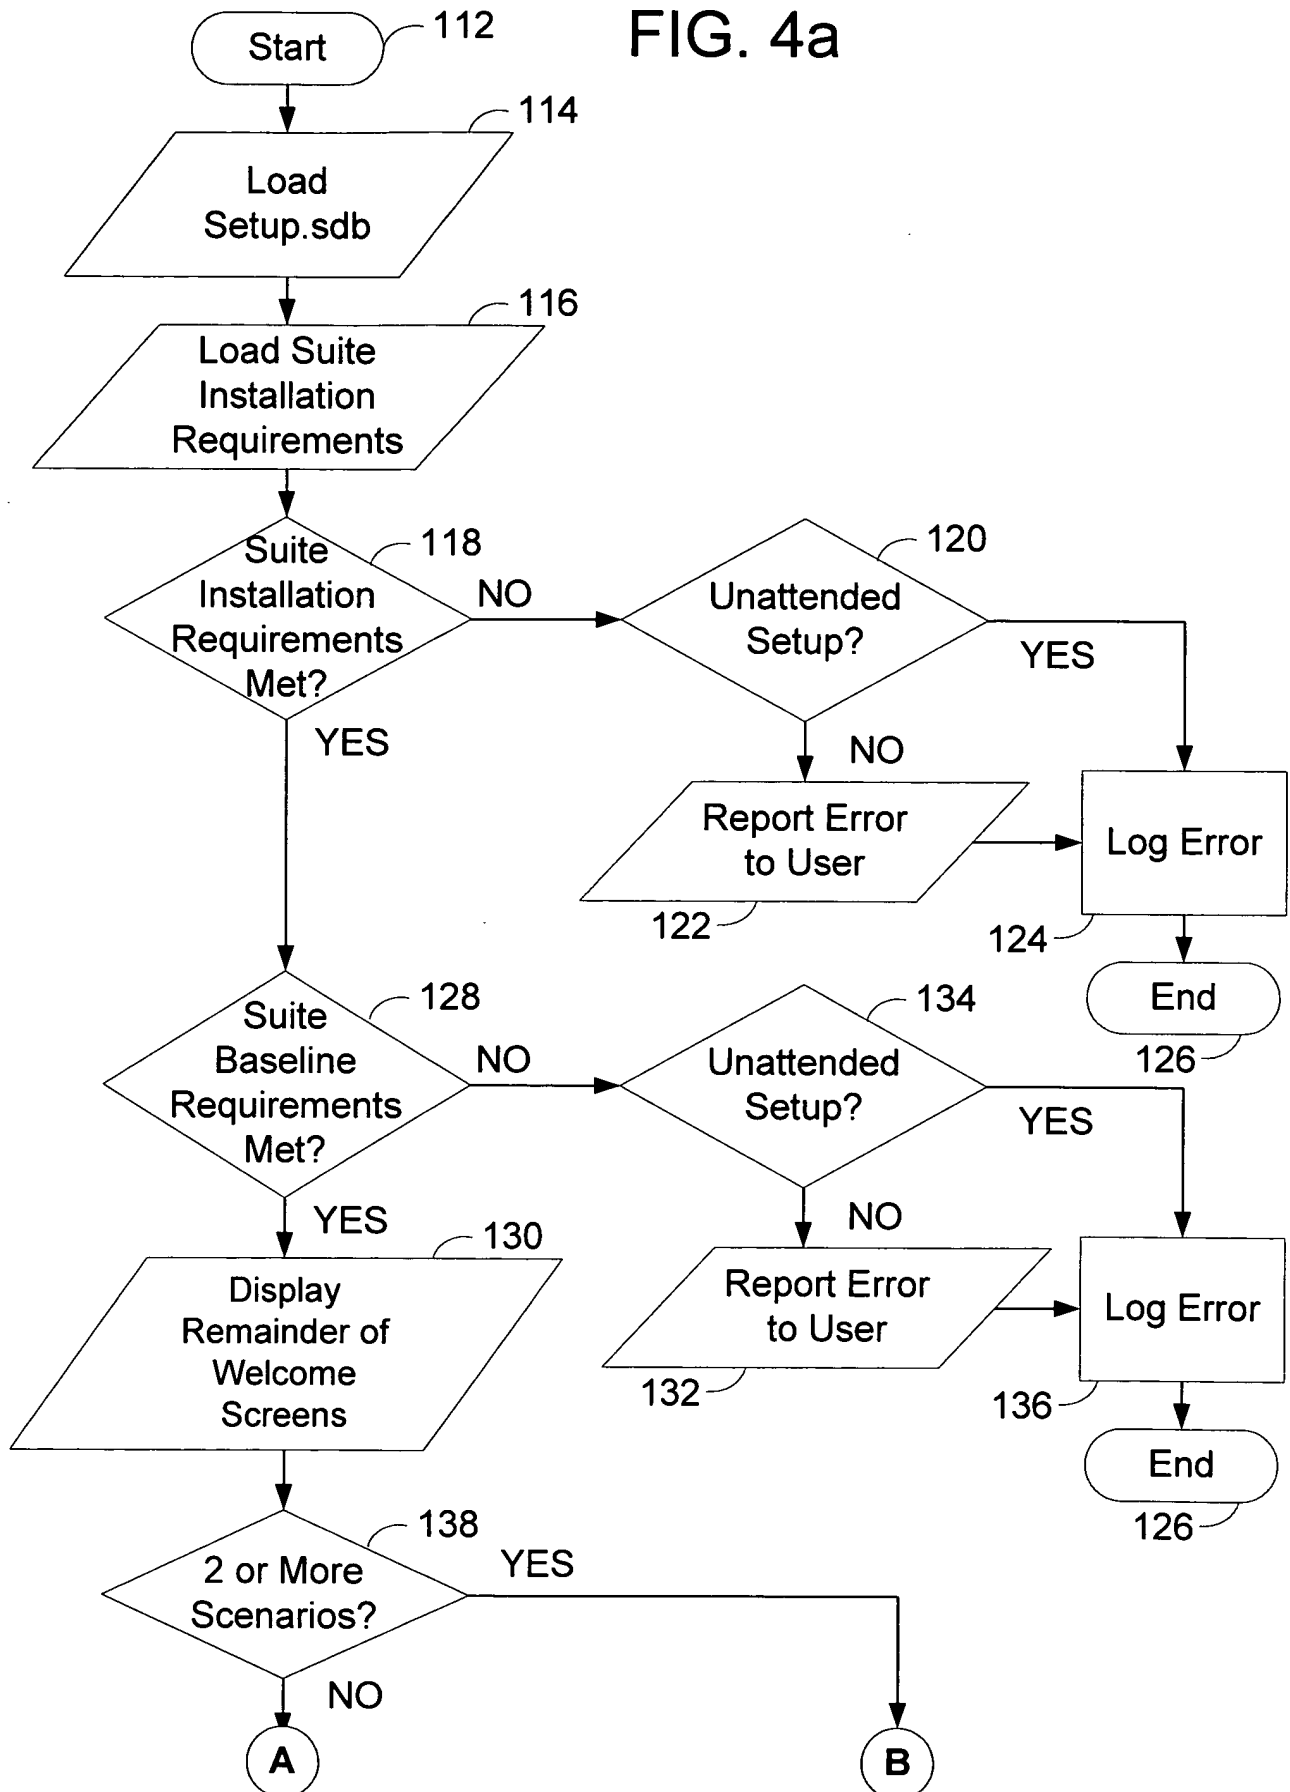 FIG. 4a
Start
112
114
Load
Setup.sdb
116
Load Suite
Installation
Requirements
118
Suite
Installation
Requirements
Met?
NO
YES
120
Unattended
Setup?
YES
NO
Report Error
to User
122
Log Error
124
End
126
128
Suite
Baseline
Requirements
Met?
NO
YES
134
Unattended
Setup?
YES
NO
Report Error
to User
132
Log Error
136
End
126
130
Display
Remainder of
Welcome
Screens
138
2 or More
Scenarios?
YES
NO
A
B